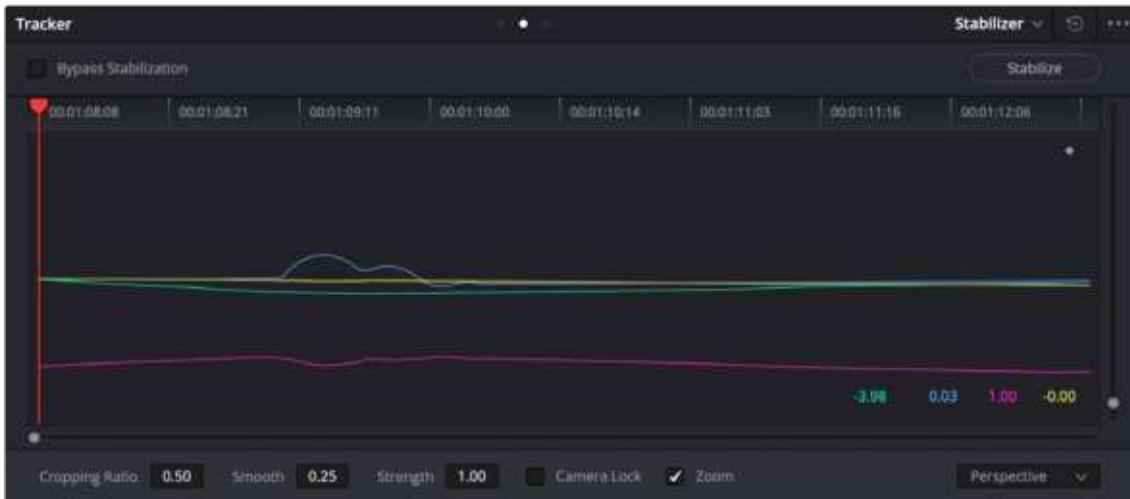 Tracker Stabilizer
Bypass Stabilization Stabilize
00:01:08:08 00:01:08:21 00:01:09:11 00:01:10:00 00:01:10:14 00:01:11:03 00:01:11:16 00:01:12:06
-3.98 0.03 1.00 -0.00
Cropping Ratio 0.50 Smooth 0.25 Strength 1.00 Camera Lock Zoom Perspective